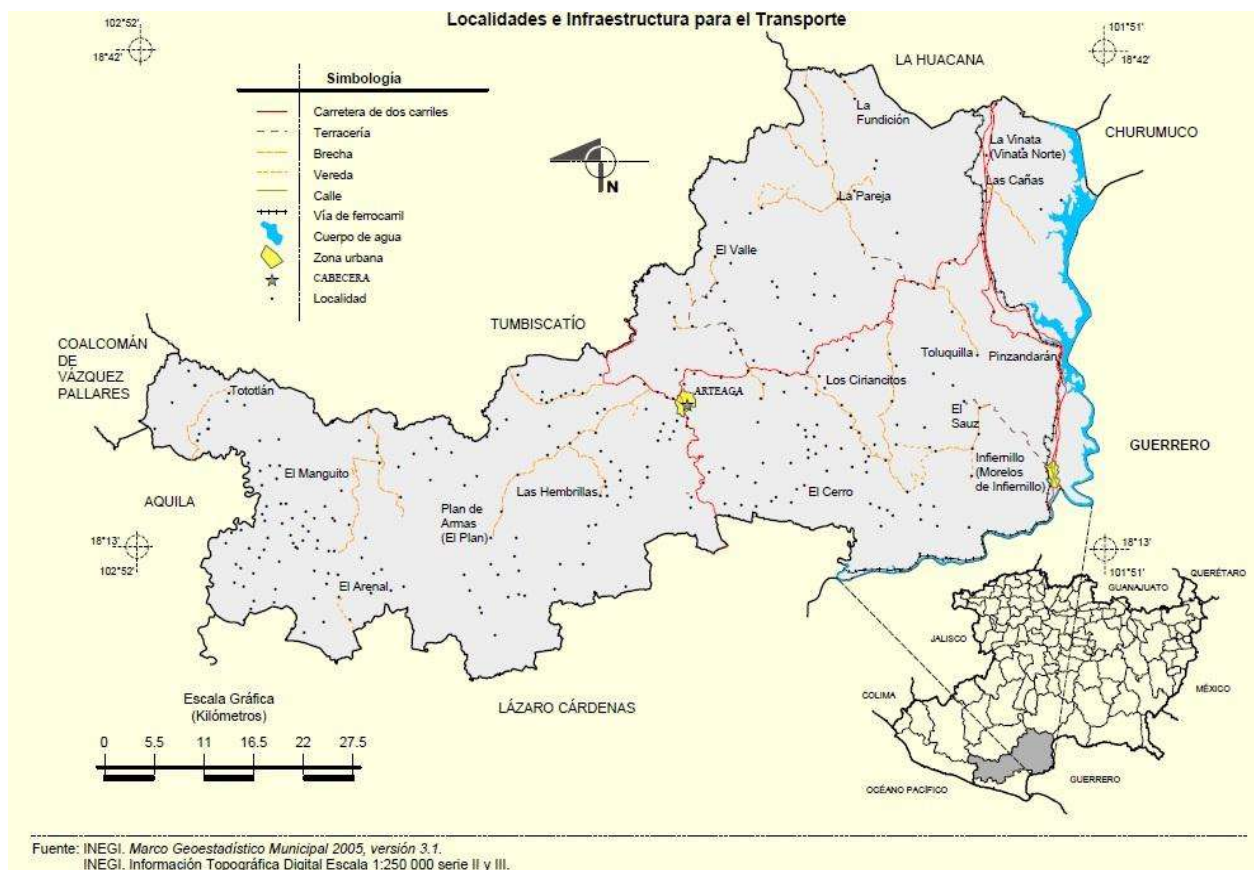 Localidades e Infraestructura para el Transporte
102°52'
18°42'
101°51'
18°42'
Simbología
Carretera de dos carriles
Terracería
Brecha
Vereda
Calle
Vía de ferrocarril
Cuerpo de agua
Zona urbana
CABECERA
Localidad
N
LA HUACANA
CHURUMUCO
La
Fundición
La Vinata
(Vinata Norte)
Las Cañas
La Pareja
El Valle
TUMBISCATÍO
COALCOMÁN
DE
VÁZQUEZ
PALLARES
Tototlán
Toluquilla
Pinzandarán
ARTEAGA
Los Ciriancitos
El
Sauz
GUERRERO
El Manguito
Infiernillo
(Morelos
de Infiernillo)
AQUILA
Las Hembrillas
El Cerro
Plan de
Armas
(El Plan)
18°13'
102°52'
18°13'
101°51'
El Arenal
QUERÉTARO
GUANAJUATO
JALISCO
COLIMA
MÉXICO
GUERRERO
OCÉANO PACÍFICO
LÁZARO CÁRDENAS
Escala Gráfica
(Kilómetros)
0 5.5 11 16.5 22 27.5
Fuente: INEGI. Marco Geoestadístico Municipal 2005, versión 3.1.
INEGI. Información Topográfica Digital Escala 1:250 000 serie II y III.